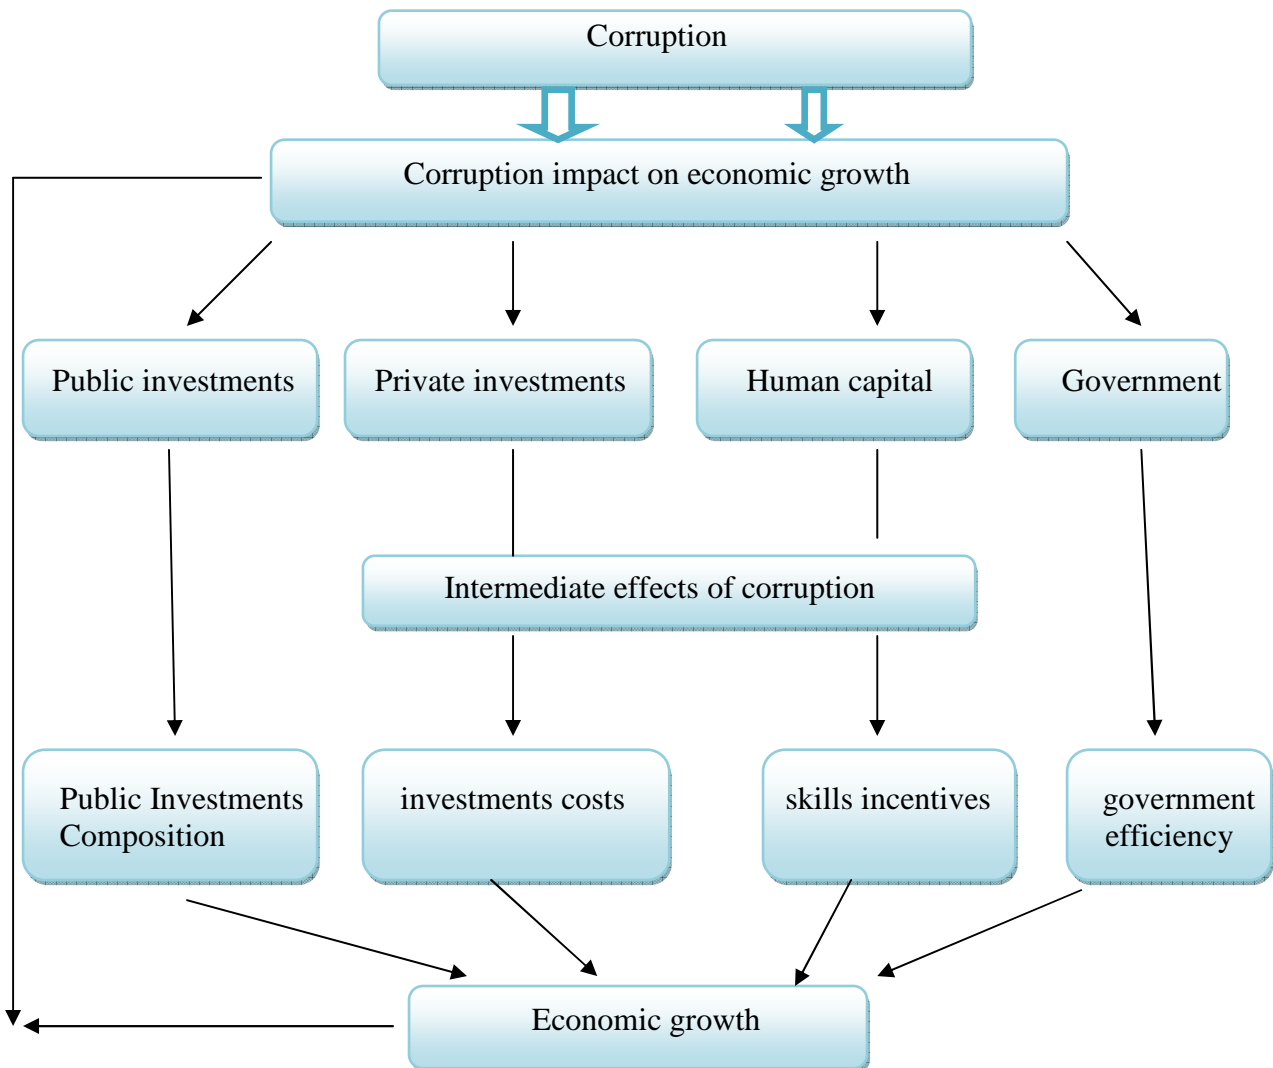 Corruption
Corruption impact on economic growth
Public investments
Private investments
Human capital
Government
Intermediate effects of corruption
Public Investments
Composition
investments costs
skills incentives
government
efficiency
Economic growth